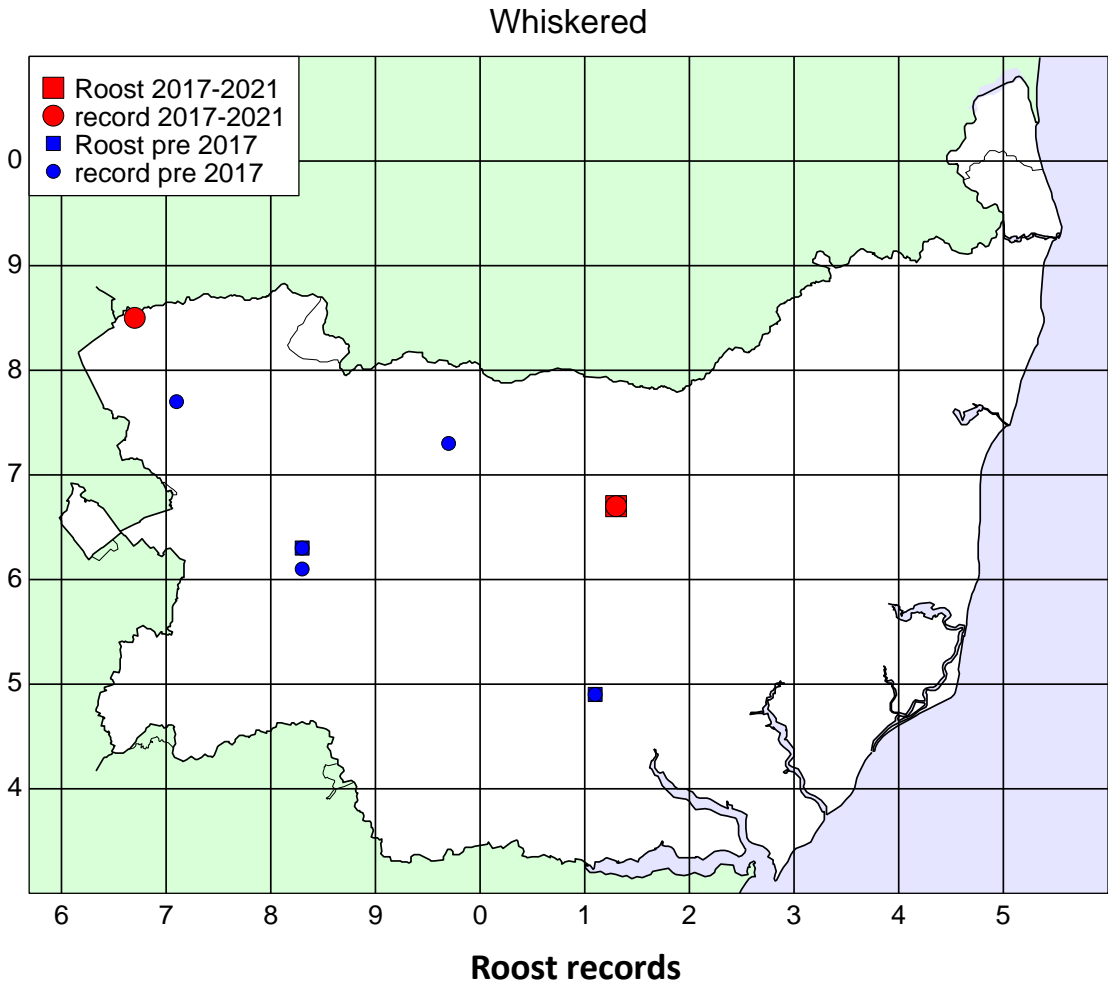 Whiskered
Roost 2017-2021
record 2017-2021
Roost pre 2017
record pre 2017
0
9
8
7
6
5
4
6 7 8 9 0 1 2 3 4 5
Roost records